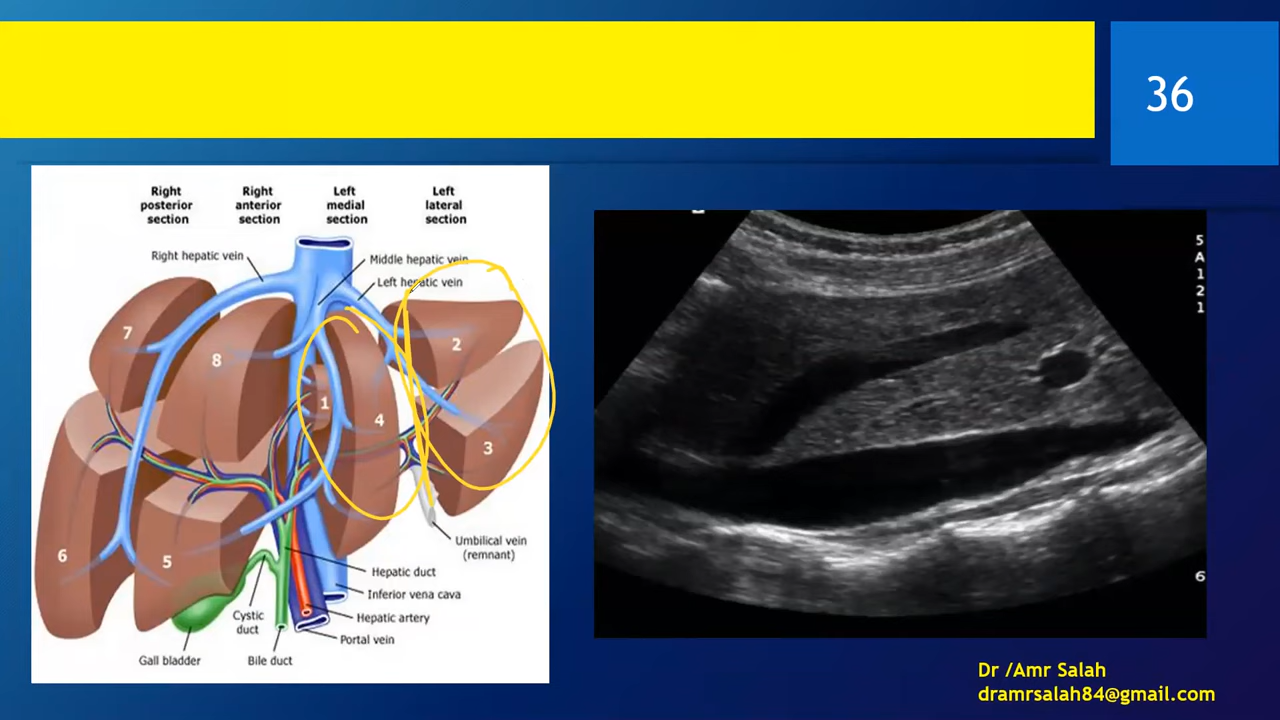 36
Right
posterior
section
Right
anterior
section
Left
medial
section
Left
lateral
section
Right hepatic vein
Middle hepatic vein
Left hepatic vein
7
8
2
1
4
3
6
5
Umbilical vein
(remnant)
Hepatic duct
Inferior vena cava
Cystic
duct
Hepatic artery
Portal vein
Gall bladder
Bile duct
5
A
1
2
1
6
Dr /Amr Salah
dramrsalah84@gmail.com